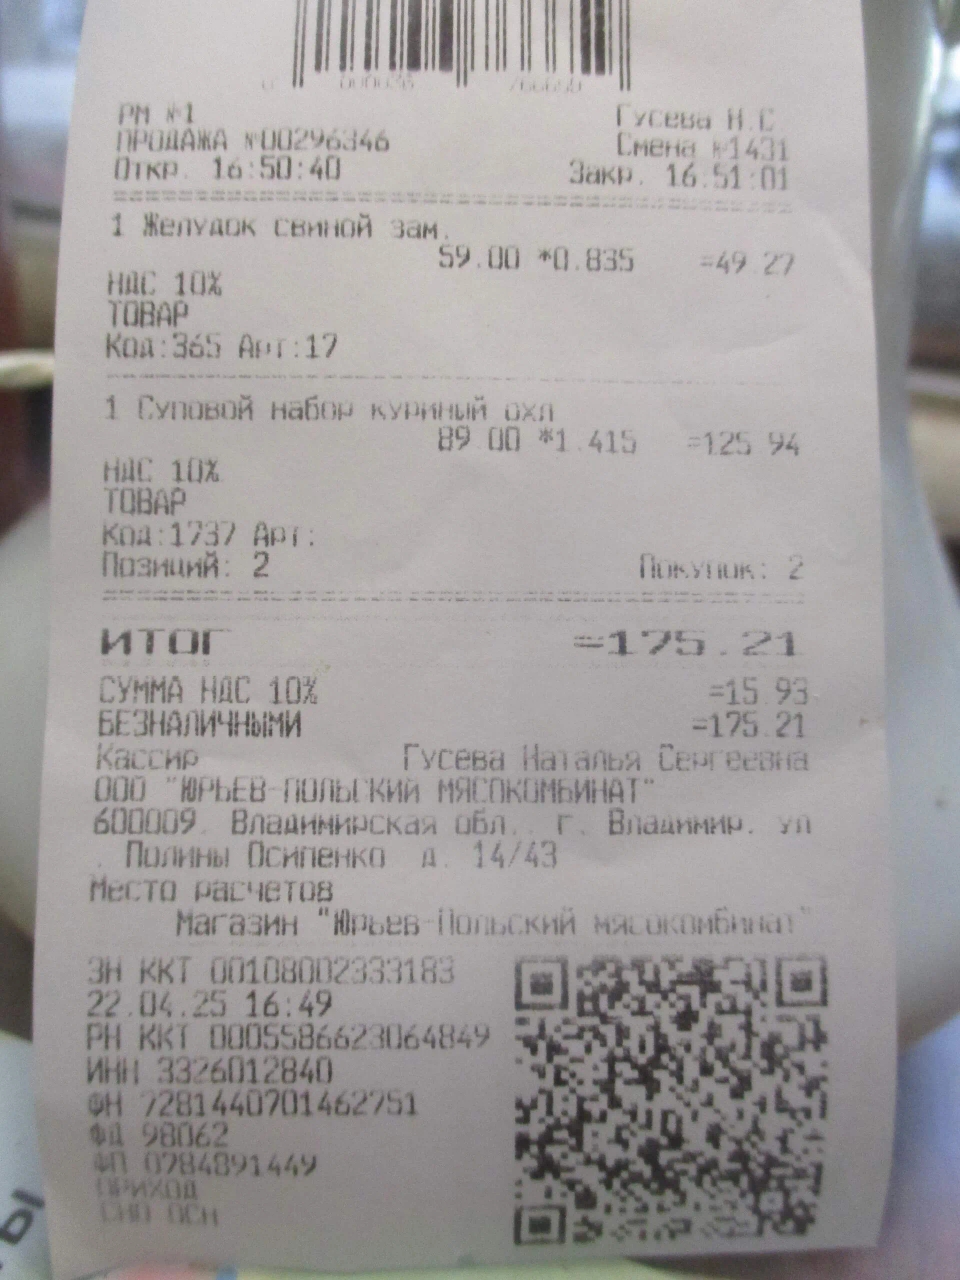 РМ №1 Гусева Н.С
ПРОДАЖА №00296346 Смена №1431
Откр. 16:50:40 Закр. 16:51:01
1 Желудок свиной зам.
59.00 *0.835 =49.27
НДС 10%
ТОВАР
Код:365 Арт:17
1 Суповой набор куриный охл
89.00 *1.415 =125.94
НДС 10%
ТОВАР
Код:1737 Арт:
Позиций: 2 Покупок: 2
ИТОГ =175.21
СУММА НДС 10% =15.93
БЕЗНАЛИЧНЫМИ =175.21
Кассир Гусева Наталья Сергеевна
ООО "ЮРЬЕВ-ПОЛЬСКИЙ МЯСОКОМБИНАТ"
600009, Владимирская обл., г. Владимир, ул
. Полины Осипенко д. 14/43
Место расчетов
Магазин "Юрьев-Польский мясокомбинат"
ЗН ККТ 00108002333183
22.04.25 16:49
РН ККТ 0005586623064849
ИНН 3326012840
ФН 7281440701462751
ФД 98062
ФП 0784891449
ПРИХОД
СНО ОСН